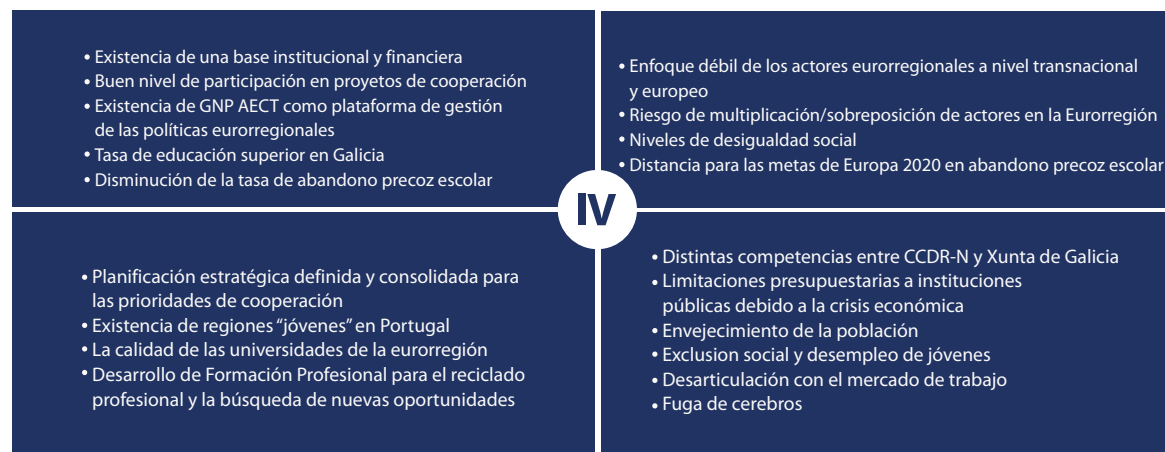 • Existencia de una base institucional y financiera
• Buen nivel de participación en proyetos de cooperación
• Existencia de GNP AECT como plataforma de gestión
de las políticas eurorregionales
• Tasa de educación superior en Galicia
• Disminución de la tasa de abandono precoz escolar
• Enfoque débil de los actores eurorregionales a nivel transnacional
y europeo
• Riesgo de multiplicación/sobreposición de actores en la Eurorregión
• Niveles de desigualdad social
• Distancia para las metas de Europa 2020 en abandono precoz escolar
IV
• Planificación estratégica definida y consolidada para
las prioridades de cooperación
• Existencia de regiones “jóvenes” en Portugal
• La calidad de las universidades de la eurorregión
• Desarrollo de Formación Profesional para el reciclado
profesional y la búsqueda de nuevas oportunidades
• Distintas competencias entre CCDR-N y Xunta de Galicia
• Limitaciones presupuestarias a instituciones
públicas debido a la crisis económica
• Envejecimiento de la población
• Exclusion social y desempleo de jóvenes
• Desarticulación con el mercado de trabajo
• Fuga de cerebros